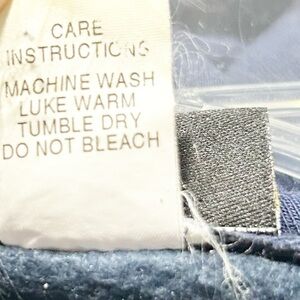 CARE
INSTRUCTIONS
MACHINE WASH
LUKE WARM
TUMBLE DRY
DO NOT BLEACH